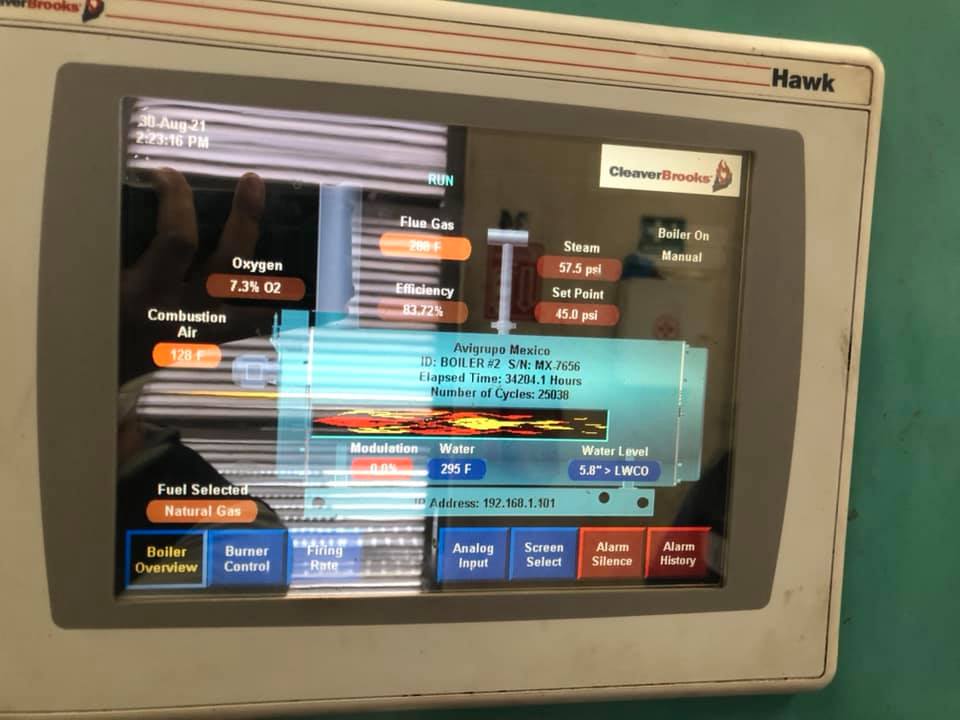 CleaverBrooks
Hawk
30-Aug-21
2:23:16 PM
CleaverBrooks
RUN
Flue Gas
Boiler On
Manual
Steam
57.5 psi
Oxygen
7.3% O2
Efficiency
83.72%
Set Point
45.0 psi
Combustion
Air
128 F
Avigrupo Mexico
ID: BOILER #2 S/N: MX-7656
Elapsed Time: 34204.1 Hours
Number of Cycles: 25038
Modulation
0.0%
Water
295 F
Water Level
5.8" > LWCO
Fuel Selected
Natural Gas
IP Address: 192.168.1.101
Boiler
Overview
Burner
Control
Firing
Rate
Analog
Input
Screen
Select
Alarm
Silence
Alarm
History